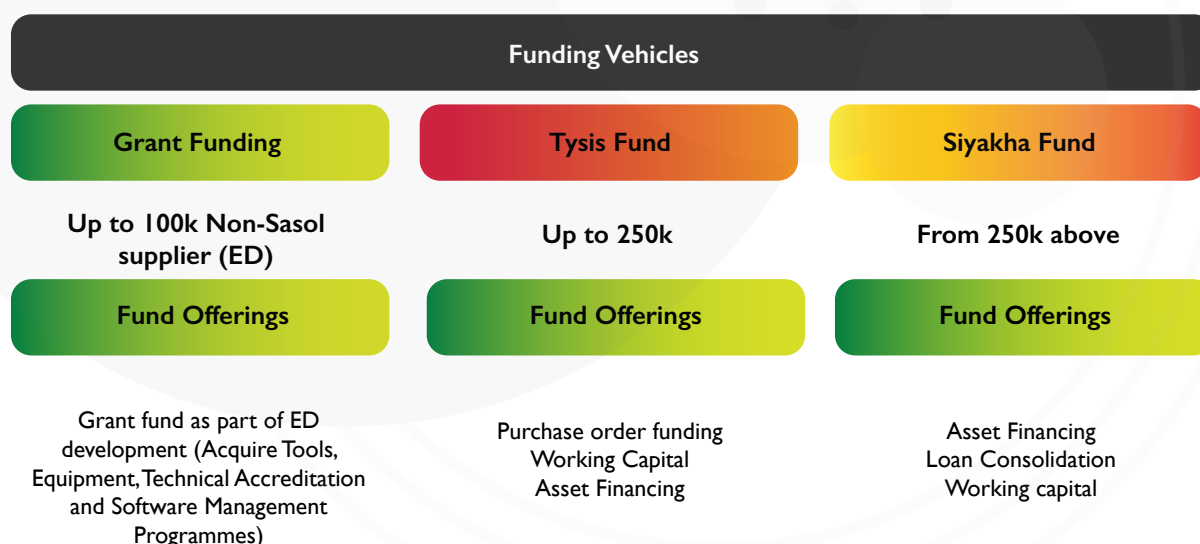 Funding Vehicles
Grant Funding
Up to 100k Non-Sasol
supplier (ED)
Fund Offerings
Grant fund as part of ED
development (Acquire Tools,
Equipment, Technical Accreditation
and Software Management
Programmes)
Tysis Fund
Up to 250k
Fund Offerings
Purchase order funding
Working Capital
Asset Financing
Siyakha Fund
From 250k above
Fund Offerings
Asset Financing
Loan Consolidation
Working capital